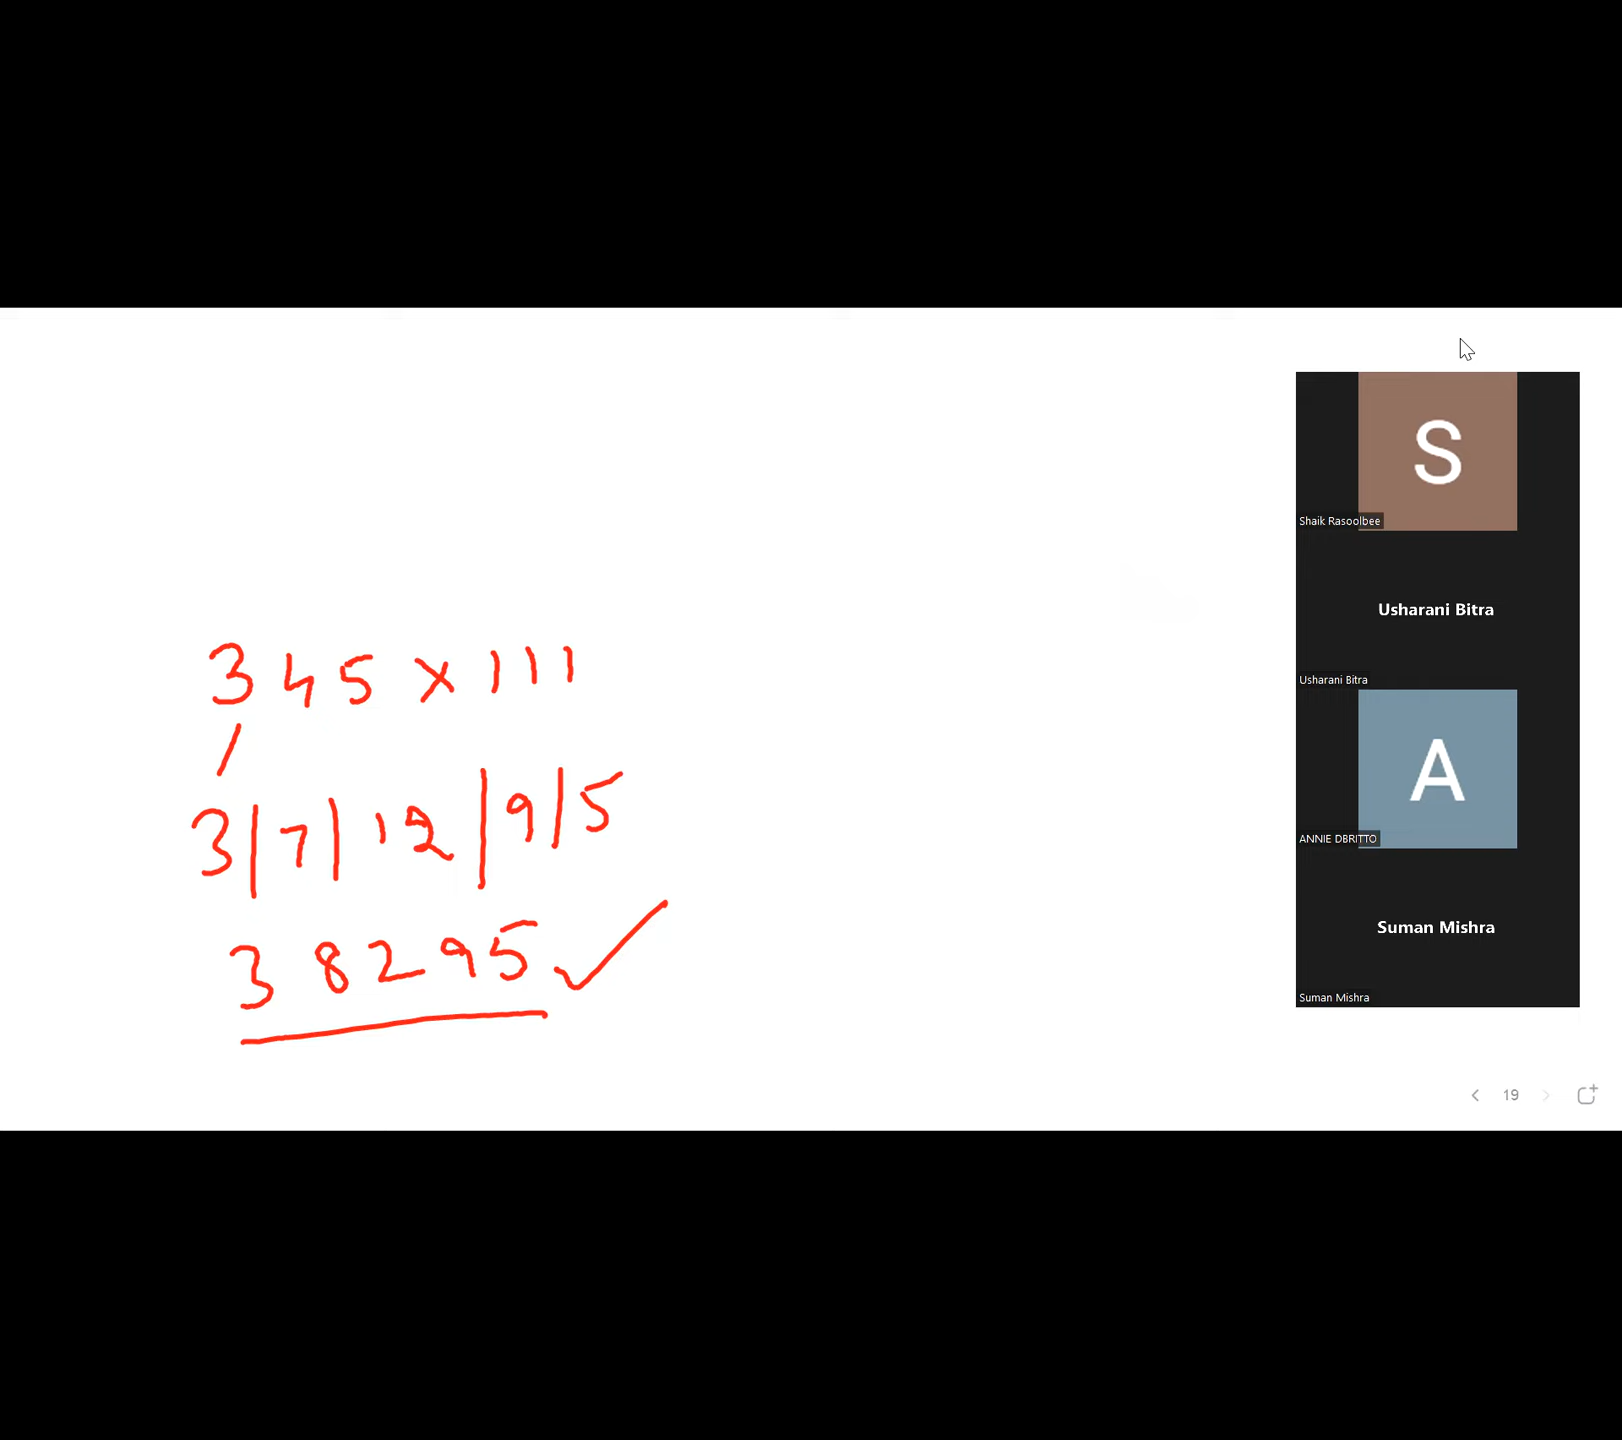 345 x 111
3|7|12|9|5
38295
S
Shaik Rasoolbee
Usharani Bitra
Usharani Bitra
A
ANNIE DBRITTO
Suman Mishra
Suman Mishra
19